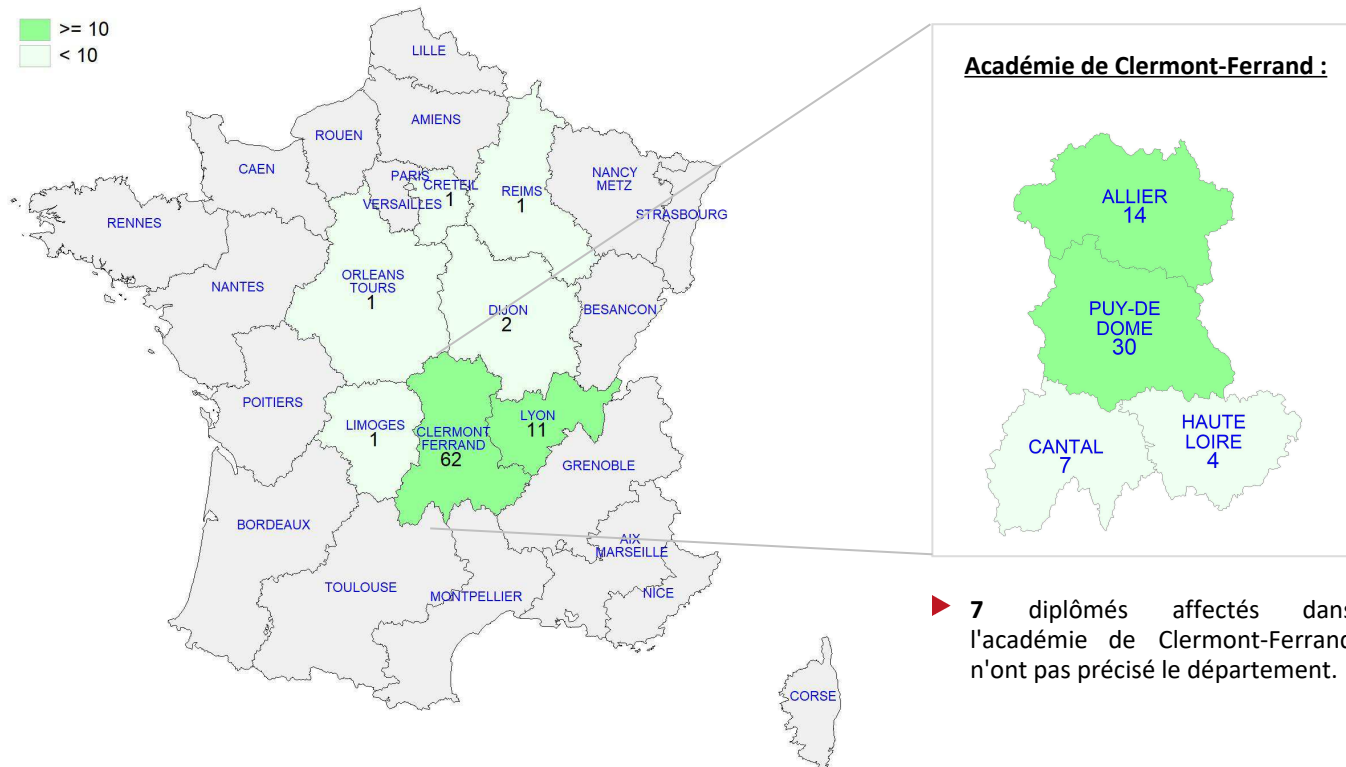 >= 10
< 10
LILLE
AMIENS
ROUEN
CAEN
PARIS
CRETEIL
1
VERSAILLES
REIMS
1
NANCY
METZ
STRASBOURG
RENNES
NANTES
ORLEANS
TOURS
1
DIJON
2
BESANCON
POITIERS
LIMOGES
1
CLERMONT
FERRAND
62
LYON
11
GRENOBLE
BORDEAUX
TOULOUSE
MONTPELLIER
AIX
MARSEILLE
NICE
CORSE
Académie de Clermont-Ferrand :
ALLIER
14
PUY-DE
DOME
30
CANTAL
7
HAUTE
LOIRE
4
7 diplômés affectés dans
l'académie de Clermont-Ferrand
n'ont pas précisé le département.